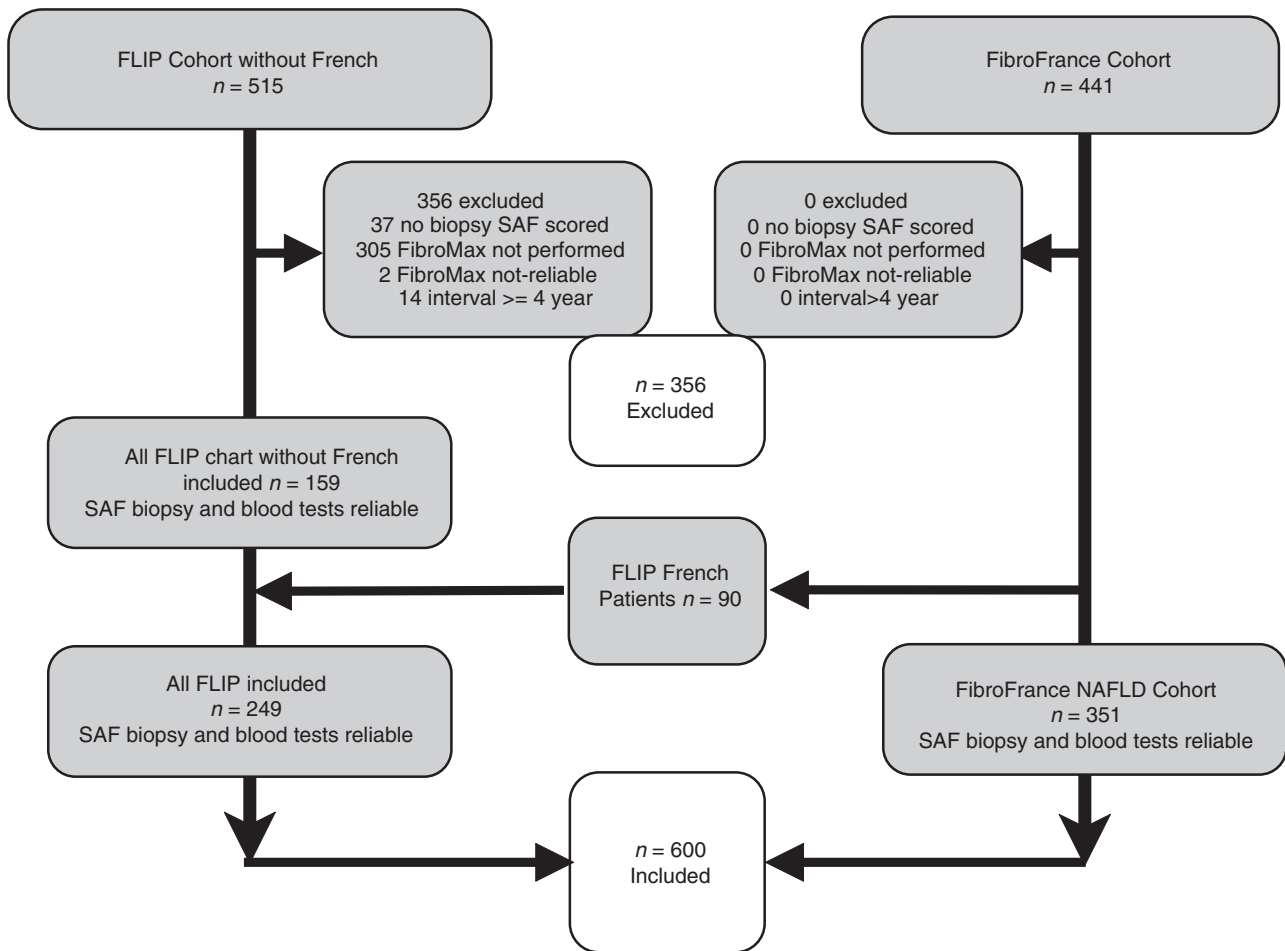 FLIP Cohort without French
n = 515
FibroFrance Cohort
n = 441
356 excluded
37 no biopsy SAF scored
305 FibroMax not performed
2 FibroMax not-reliable
14 interval >= 4 year
0 excluded
0 no biopsy SAF scored
0 FibroMax not performed
0 FibroMax not-reliable
0 interval>4 year
n = 356
Excluded
All FLIP chart without French
included n = 159
SAF biopsy and blood tests reliable
FLIP French
Patients n = 90
All FLIP included
n = 249
SAF biopsy and blood tests reliable
FibroFrance NAFLD Cohort
n = 351
SAF biopsy and blood tests reliable
n = 600
Included